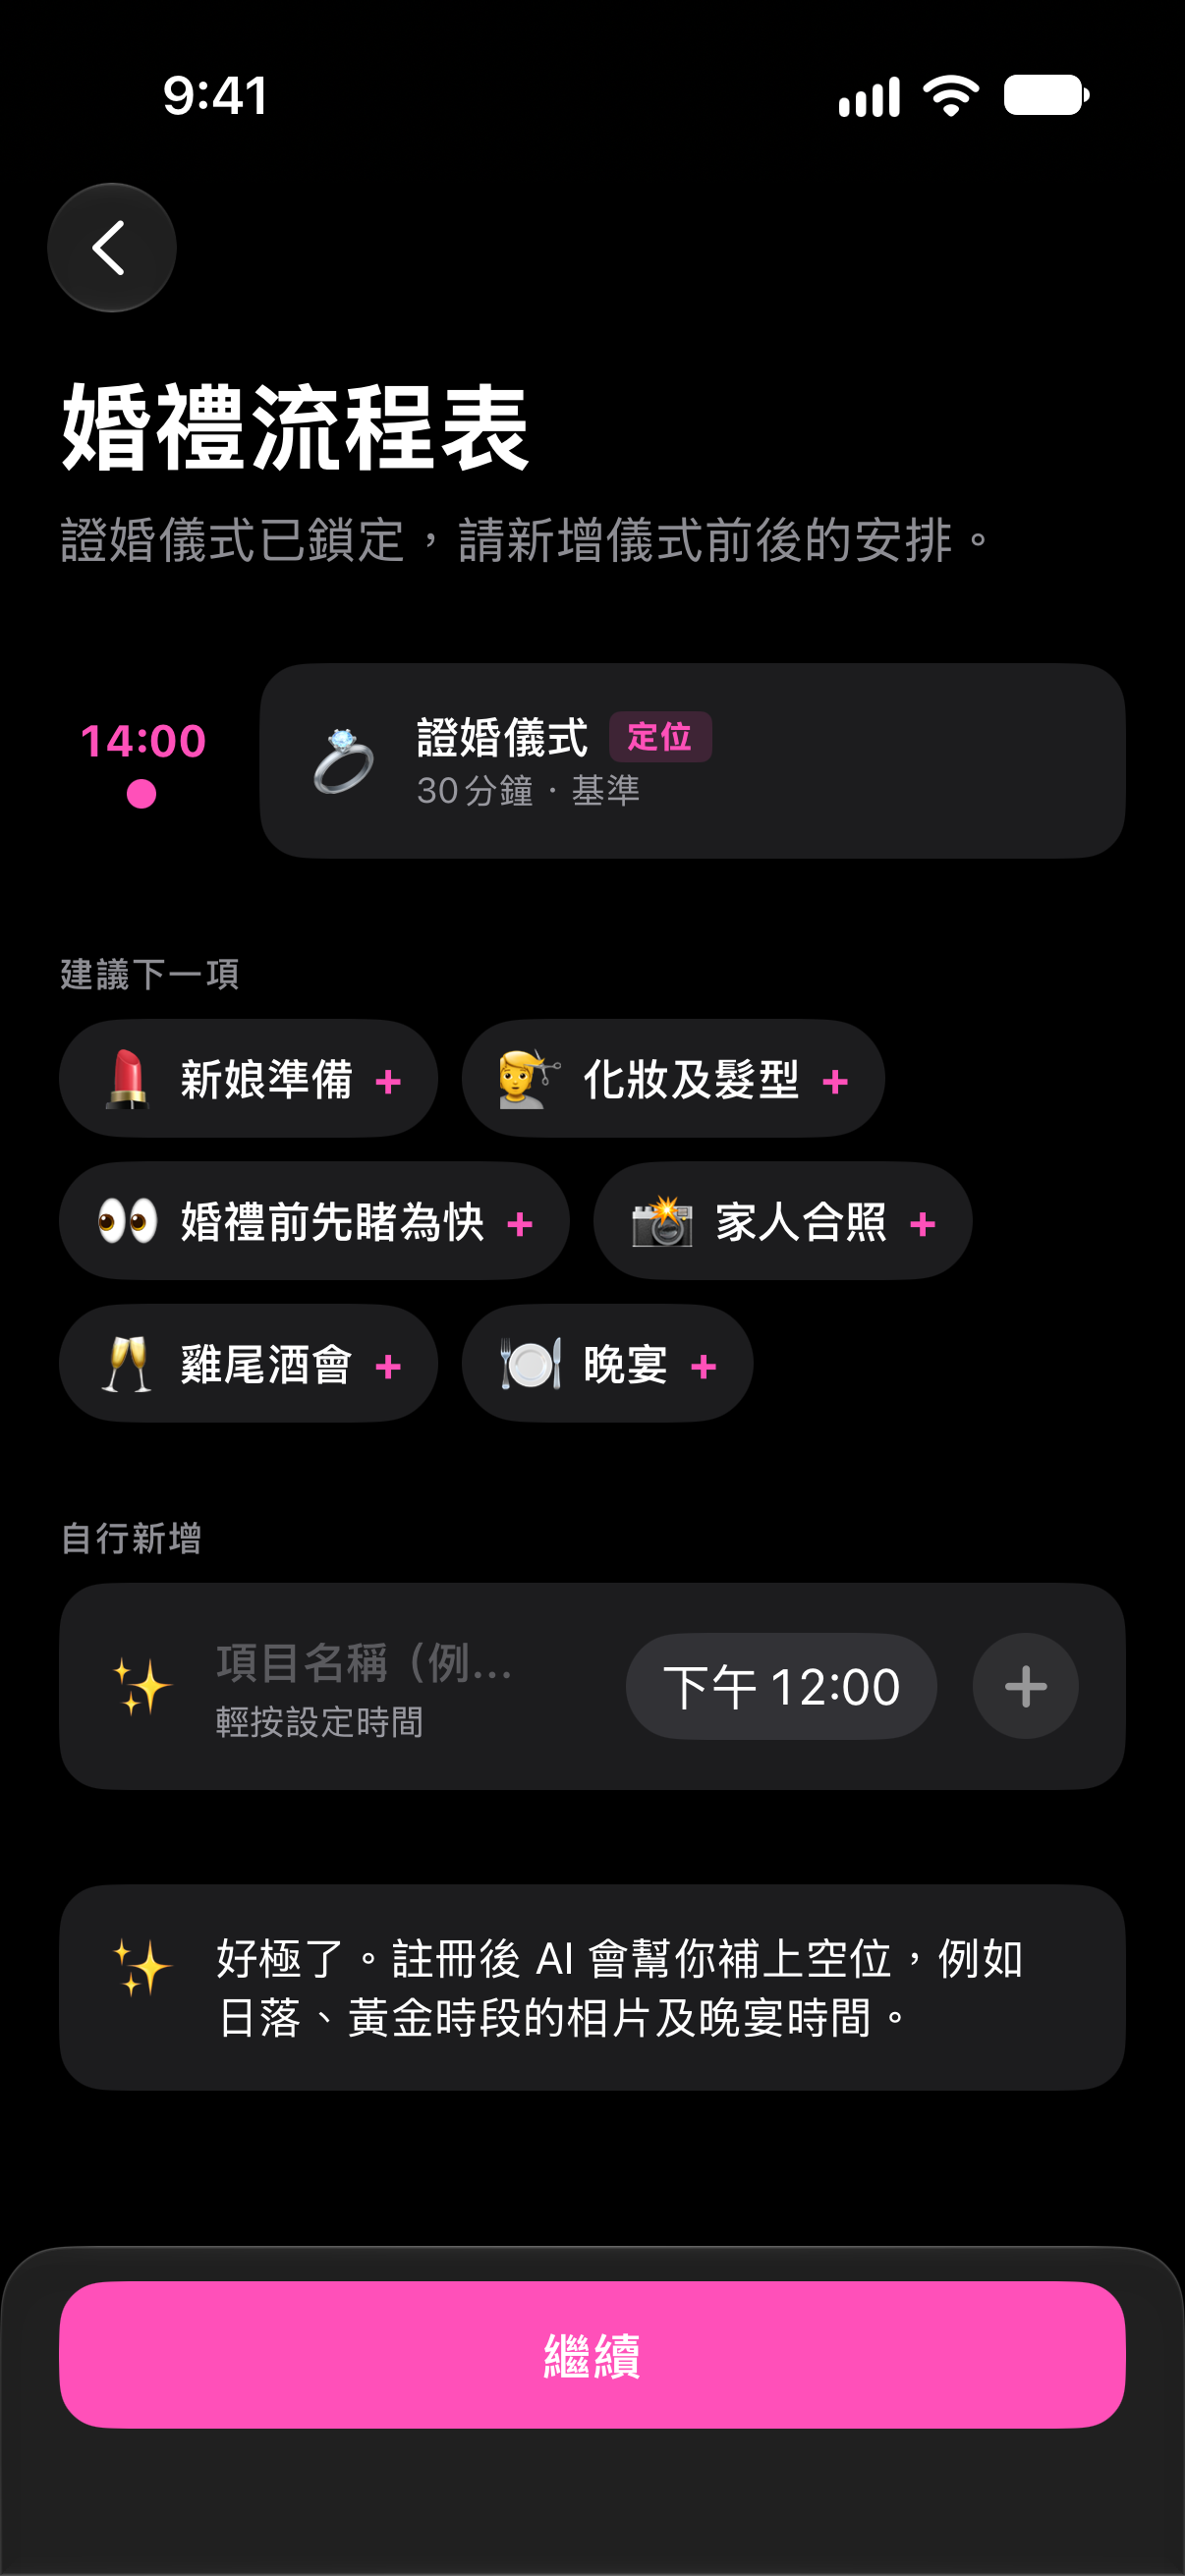 9:41
婚禮流程表
證婚儀式已鎖定，請新增儀式前後的安排。
14:00
證婚儀式 定位
30 分鐘 · 基準
建議下一項
新娘準備 +
化妝及髮型 +
婚禮前先睹為快 +
家人合照 +
雞尾酒會 +
晚宴 +
自行新增
項目名稱（例...
輕按設定時間
下午 12:00
好極了。註冊後 AI 會幫你補上空位，例如
日落、黃金時段的相片及晚宴時間。
繼續